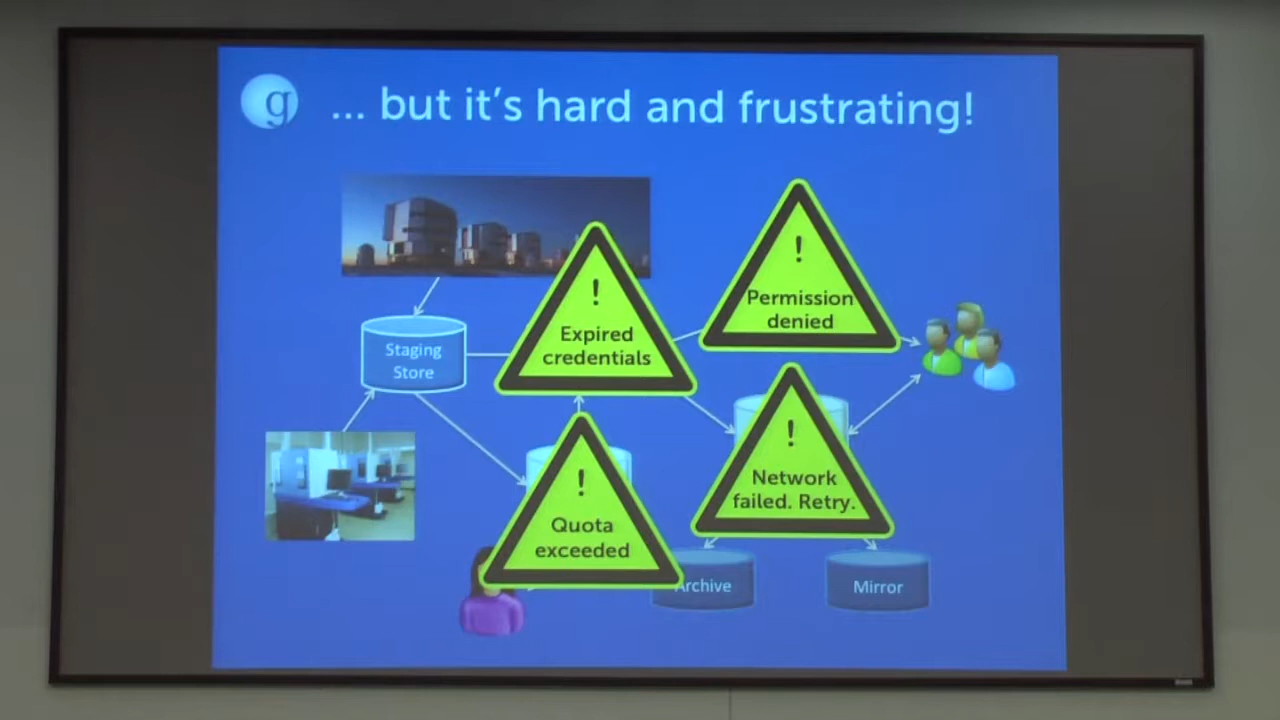 g
... but it's hard and frustrating!
!
Permission
denied
!
Expired
credentials
Staging
Store
!
Network
failed. Retry.
!
Quota
exceeded
Archive
Mirror